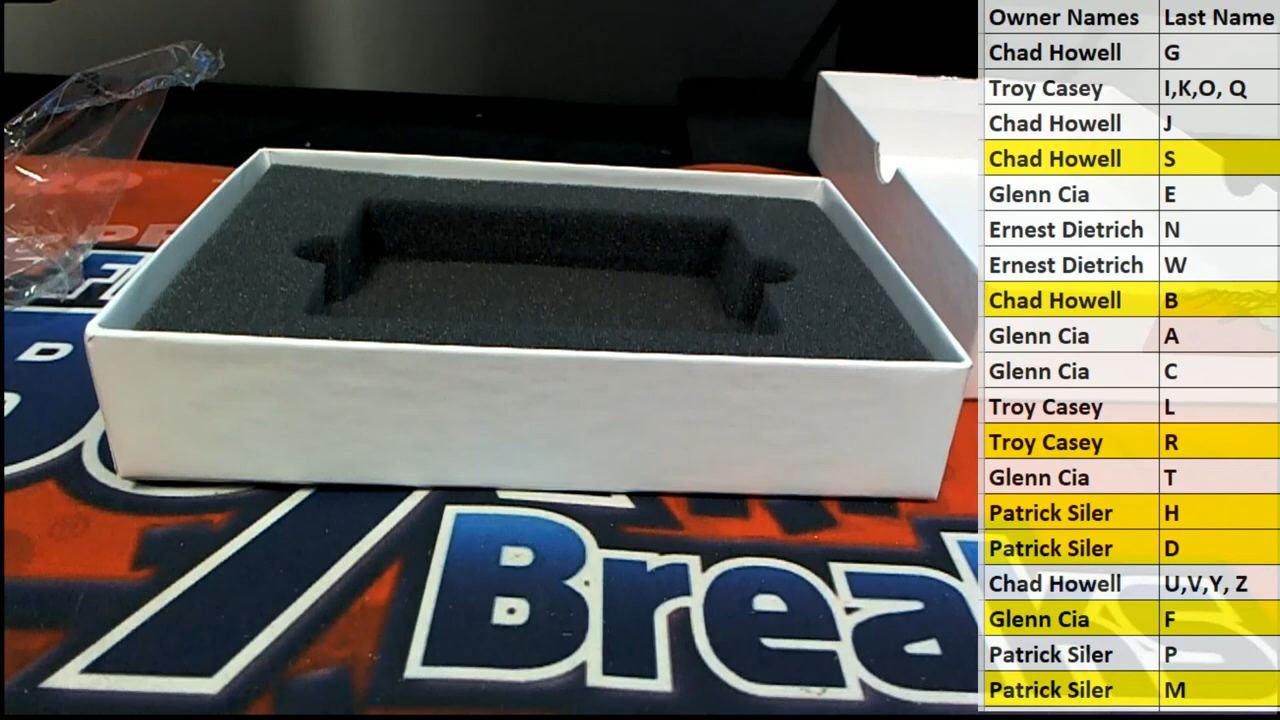 Owner Names Last Name
Chad Howell G
Troy Casey I,K,O, Q
Chad Howell J
Chad Howell S
Glenn Cia E
Ernest Dietrich N
Ernest Dietrich W
Chad Howell B
Glenn Cia A
Glenn Cia C
Troy Casey L
Troy Casey R
Glenn Cia T
Patrick Siler H
Patrick Siler D
Chad Howell U,V,Y, Z
Glenn Cia F
Patrick Siler P
Patrick Siler M
D
Brea